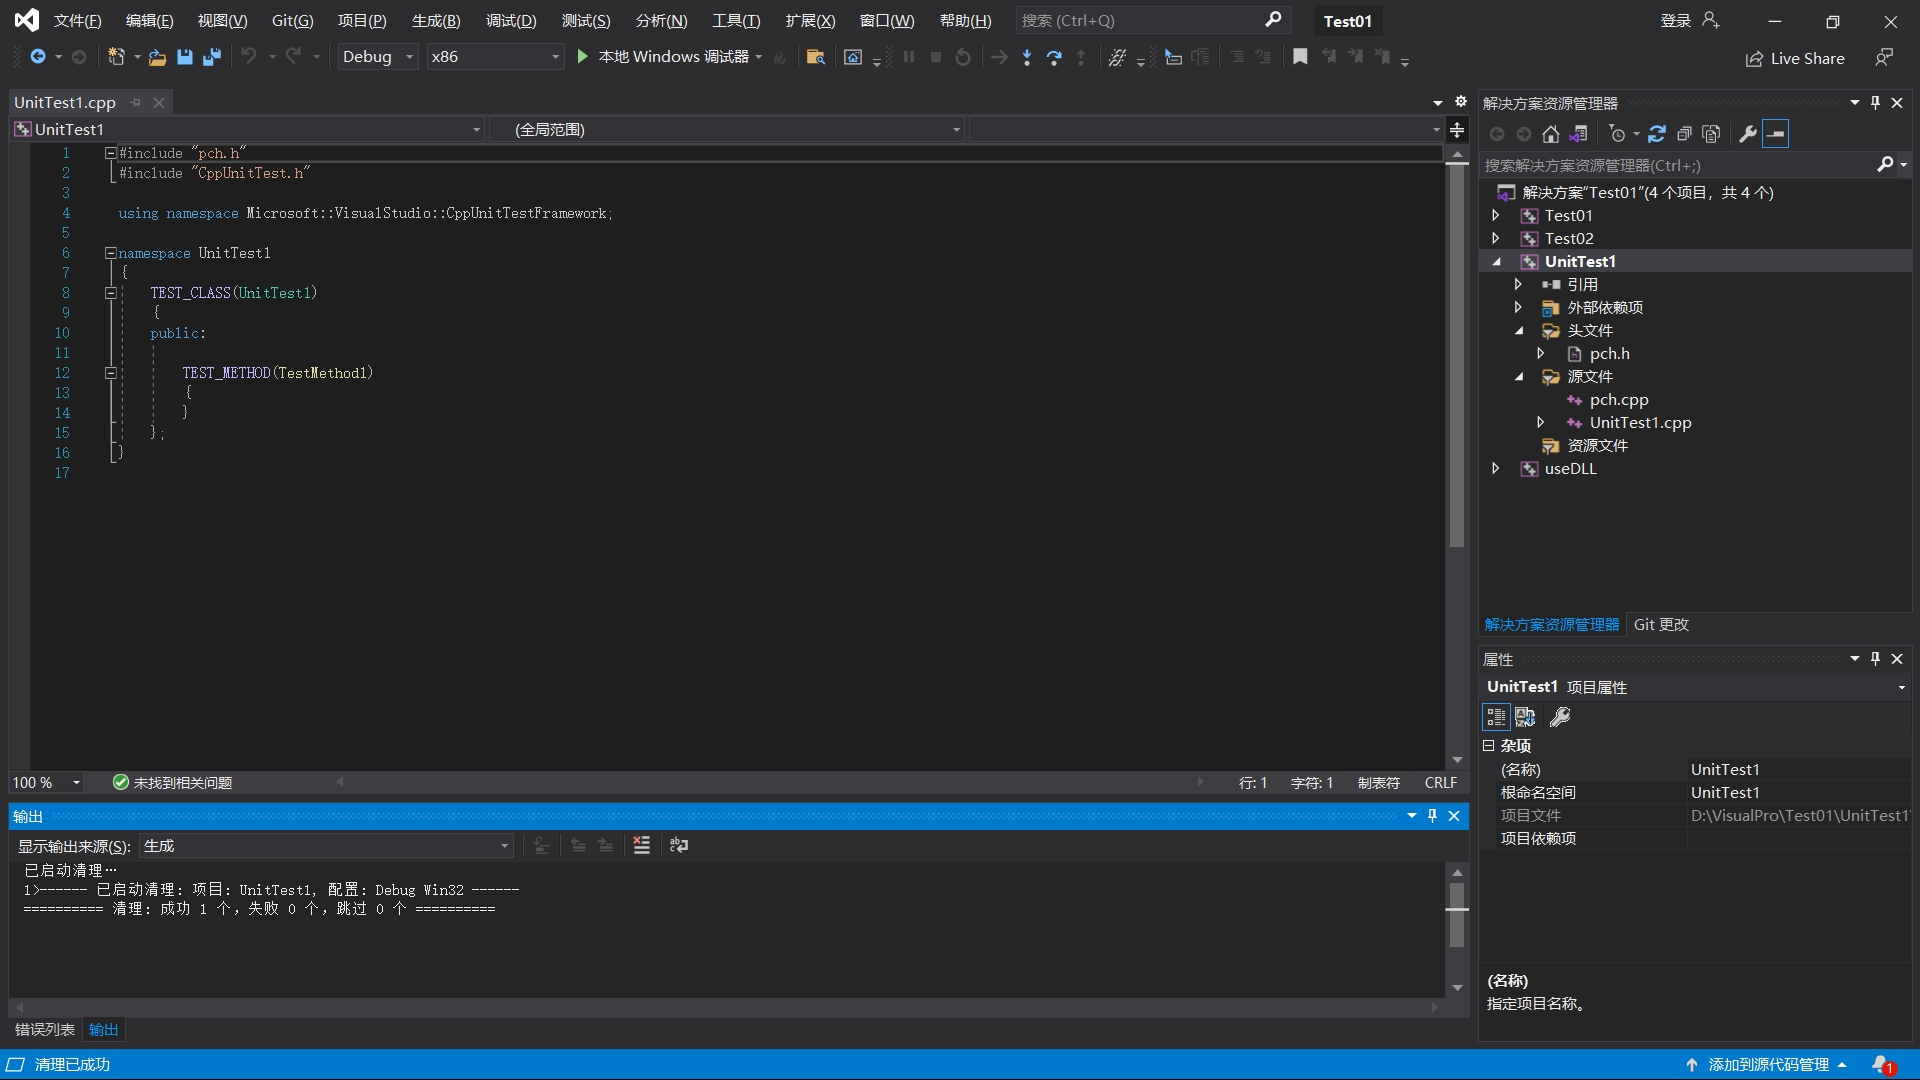 文件(F) 编辑(E) 视图(V) Git(G) 项目(P) 生成(B) 调试(D) 测试(S) 分析(N) 工具(T) 扩展(X) 窗口(W) 帮助(H) 搜索 (Ctrl+Q) Test01 登录
Debug x86 本地 Windows 调试器 Live Share
UnitTest1.cpp
UnitTest1 (全局范围)
1 #include "pch.h"
2 #include "CppUnitTest.h"
3
4 using namespace Microsoft::VisualStudio::CppUnitTestFramework;
5
6 namespace UnitTest1
7 {
8 TEST_CLASS(UnitTest1)
9 {
10 public:
11
12 TEST_METHOD(TestMethod1)
13 {
14 }
15 };
16 }
17
100 % 未找到相关问题 行: 1 字符: 1 制表符 CRLF
输出
显示输出来源(S): 生成
已启动清理…
1>------ 已启动清理: 项目: UnitTest1, 配置: Debug Win32 ------
========== 清理: 成功 1 个，失败 0 个，跳过 0 个 ==========
错误列表 输出
解决方案资源管理器
搜索解决方案资源管理器(Ctrl+;)
解决方案"Test01"(4 个项目，共 4 个)
Test01
Test02
UnitTest1
引用
外部依赖项
头文件
pch.h
源文件
pch.cpp
UnitTest1.cpp
资源文件
useDLL
解决方案资源管理器 Git 更改
属性
UnitTest1 项目属性
杂项
(名称) UnitTest1
根命名空间 UnitTest1
项目文件 D:\VisualPro\Test01\UnitTest1\
项目依赖项
(名称)
指定项目名称。
清理已成功 添加到源代码管理 1